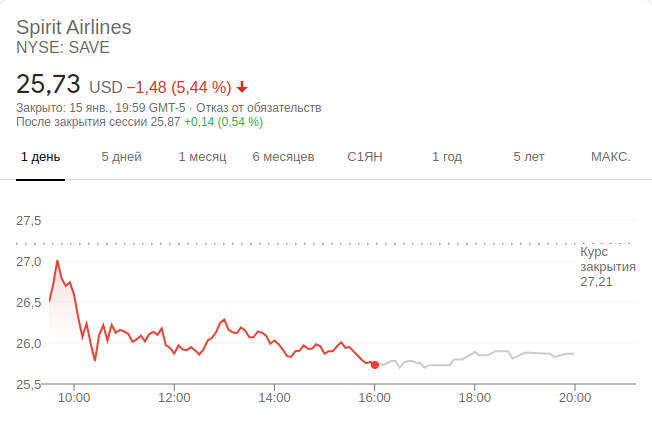 Spirit Airlines
NYSE: SAVE
25,73 USD −1,48 (5,44 %)
Закрыто: 15 янв., 19:59 GMT-5 · Отказ от обязательств
После закрытия сессии 25,87 +0,14 (0,54 %)
1 день 5 дней 1 месяц 6 месяцев С1ЯН 1 год 5 лет МАКС.
27,5
27,0
26,5
26.0
25,5
Курс
закрытия
27,21
10:00 12:00 14:00 16:00 18:00 20:00